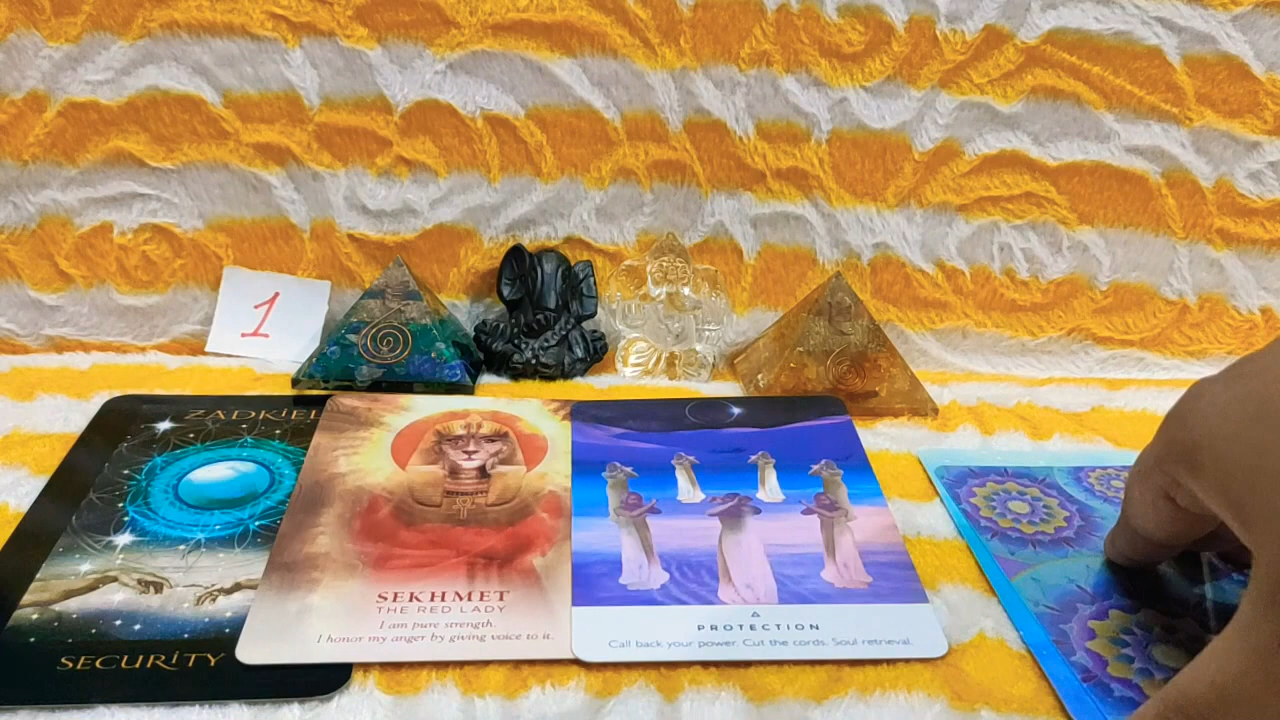 1
ZADKIEL
SECURITY
SEKHMET
THE RED LADY
I am pure strength.
I honor my anger by giving voice to it.
PROTECTION
Call back your power. Cut the cords. Soul retrieval.